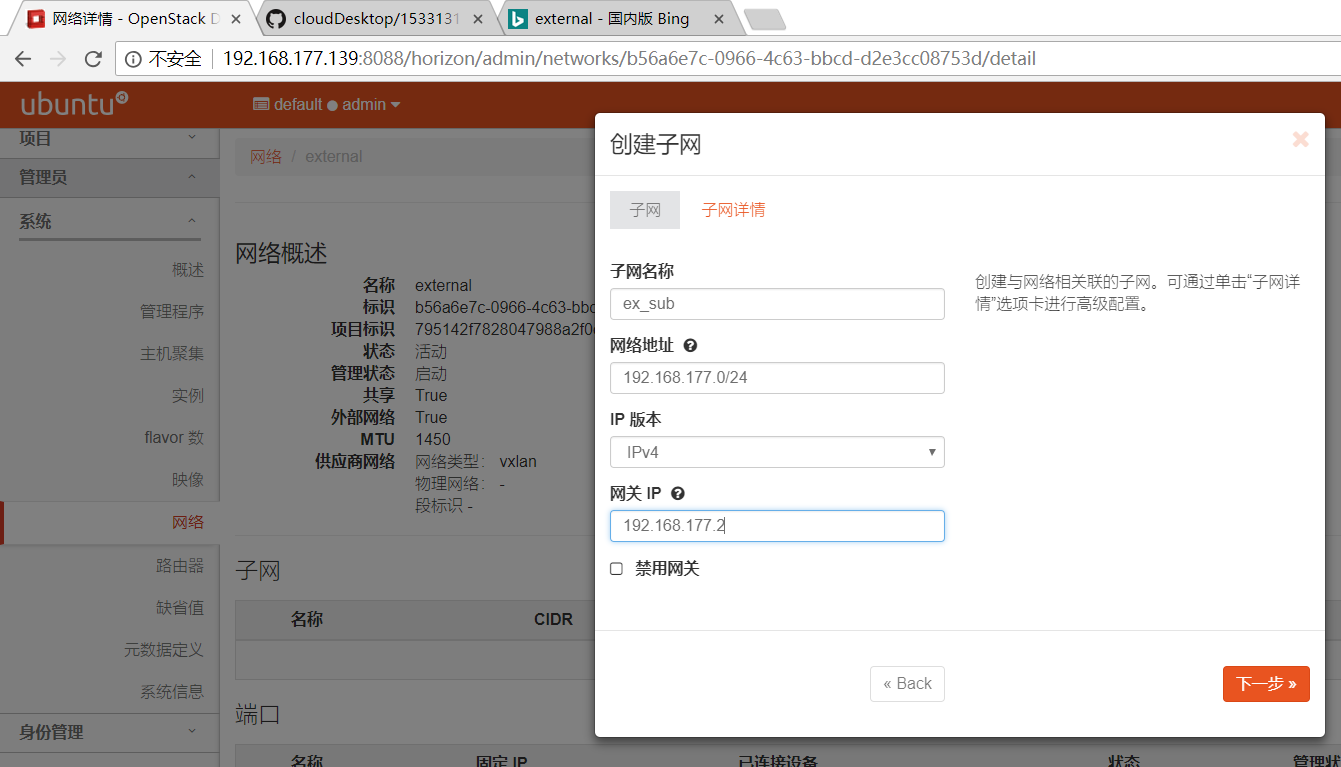 网络详情 - OpenStack D
cloudDesktop/1533131
external - 国内版 Bing
不安全 192.168.177.139:8088/horizon/admin/networks/b56a6e7c-0966-4c63-bbcd-d2e3cc08753d/detail
ubuntu
default admin
项目
管理员
系统
概述
管理程序
主机聚集
实例
flavor 数
映像
网络
路由器
缺省值
元数据定义
系统信息
身份管理
网络 / external
网络概述
名称 external
标识 b56a6e7c-0966-4c63-bbc
项目标识 795142f7828047988a2f0
状态 活动
管理状态 启动
共享 True
外部网络 True
MTU 1450
供应商网络 网络类型： vxlan
物理网络： -
段标识 -
子网
名称 CIDR
端口
名称 固定 IP 已连接设备 状态 管理状
创建子网
子网 子网详情
子网名称
ex_sub
网络地址
192.168.177.0/24
IP 版本
IPv4
网关 IP
192.168.177.2
禁用网关
创建与网络相关联的子网。可通过单击“子网详
情”选项卡进行高级配置。
« Back
下一步 »